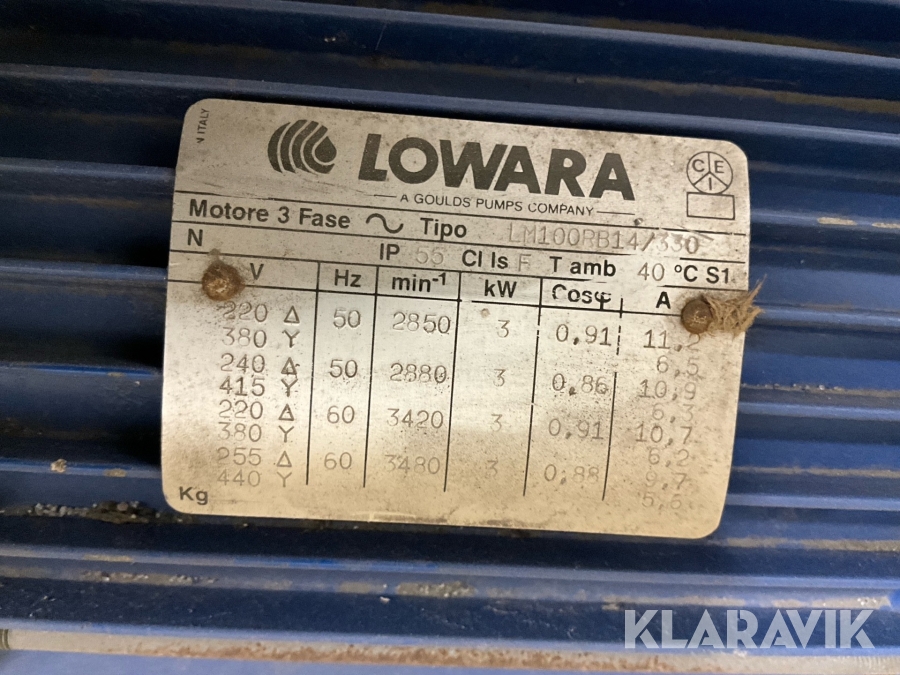 N ITALY
LOWARA
A GOULDS PUMPS COMPANY
C E I
Motore 3 Fase ~ Tipo LM100RB14/330
N IP 55 Cl Is F T amb 40 °C S1
V Hz min-1 kW Cosφ A
220 Δ 50 2850 3 0,91 11,2
380 Y 6,5
240 Δ 50 2880 3 0,86 10,9
415 Y 6,3
220 Δ 60 3420 3 0,91 10,7
380 Y 6,2
255 Δ 60 3480 3 0,88 9,7
440 Y 5,6
Kg
KLARAVIK